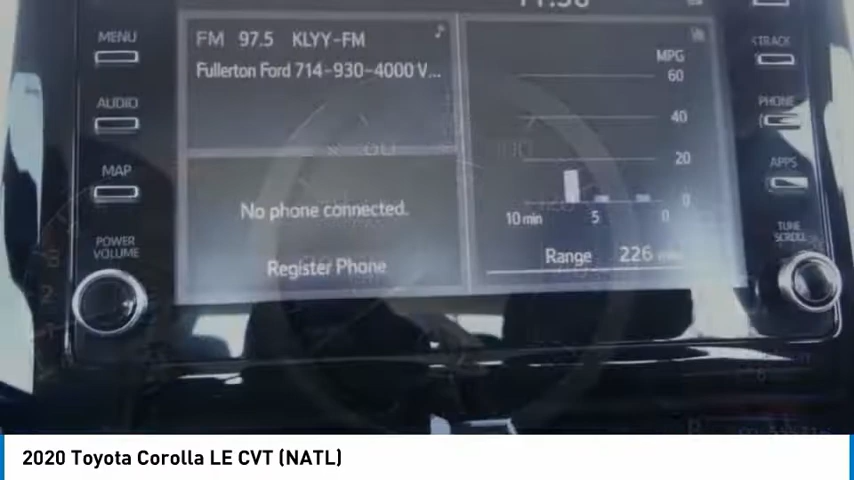 MENU
AUDIO
MAP
POWER
VOLUME
FM 97.5 KLYY-FM
Fullerton Ford 714-930-4000 V...
No phone connected.
Register Phone
MPG
60
40
20
0
10 min 5 0
Range 226
TRACK
PHONE
APPS
TUNE
SCROLL
2020 Toyota Corolla LE CVT (NATL)